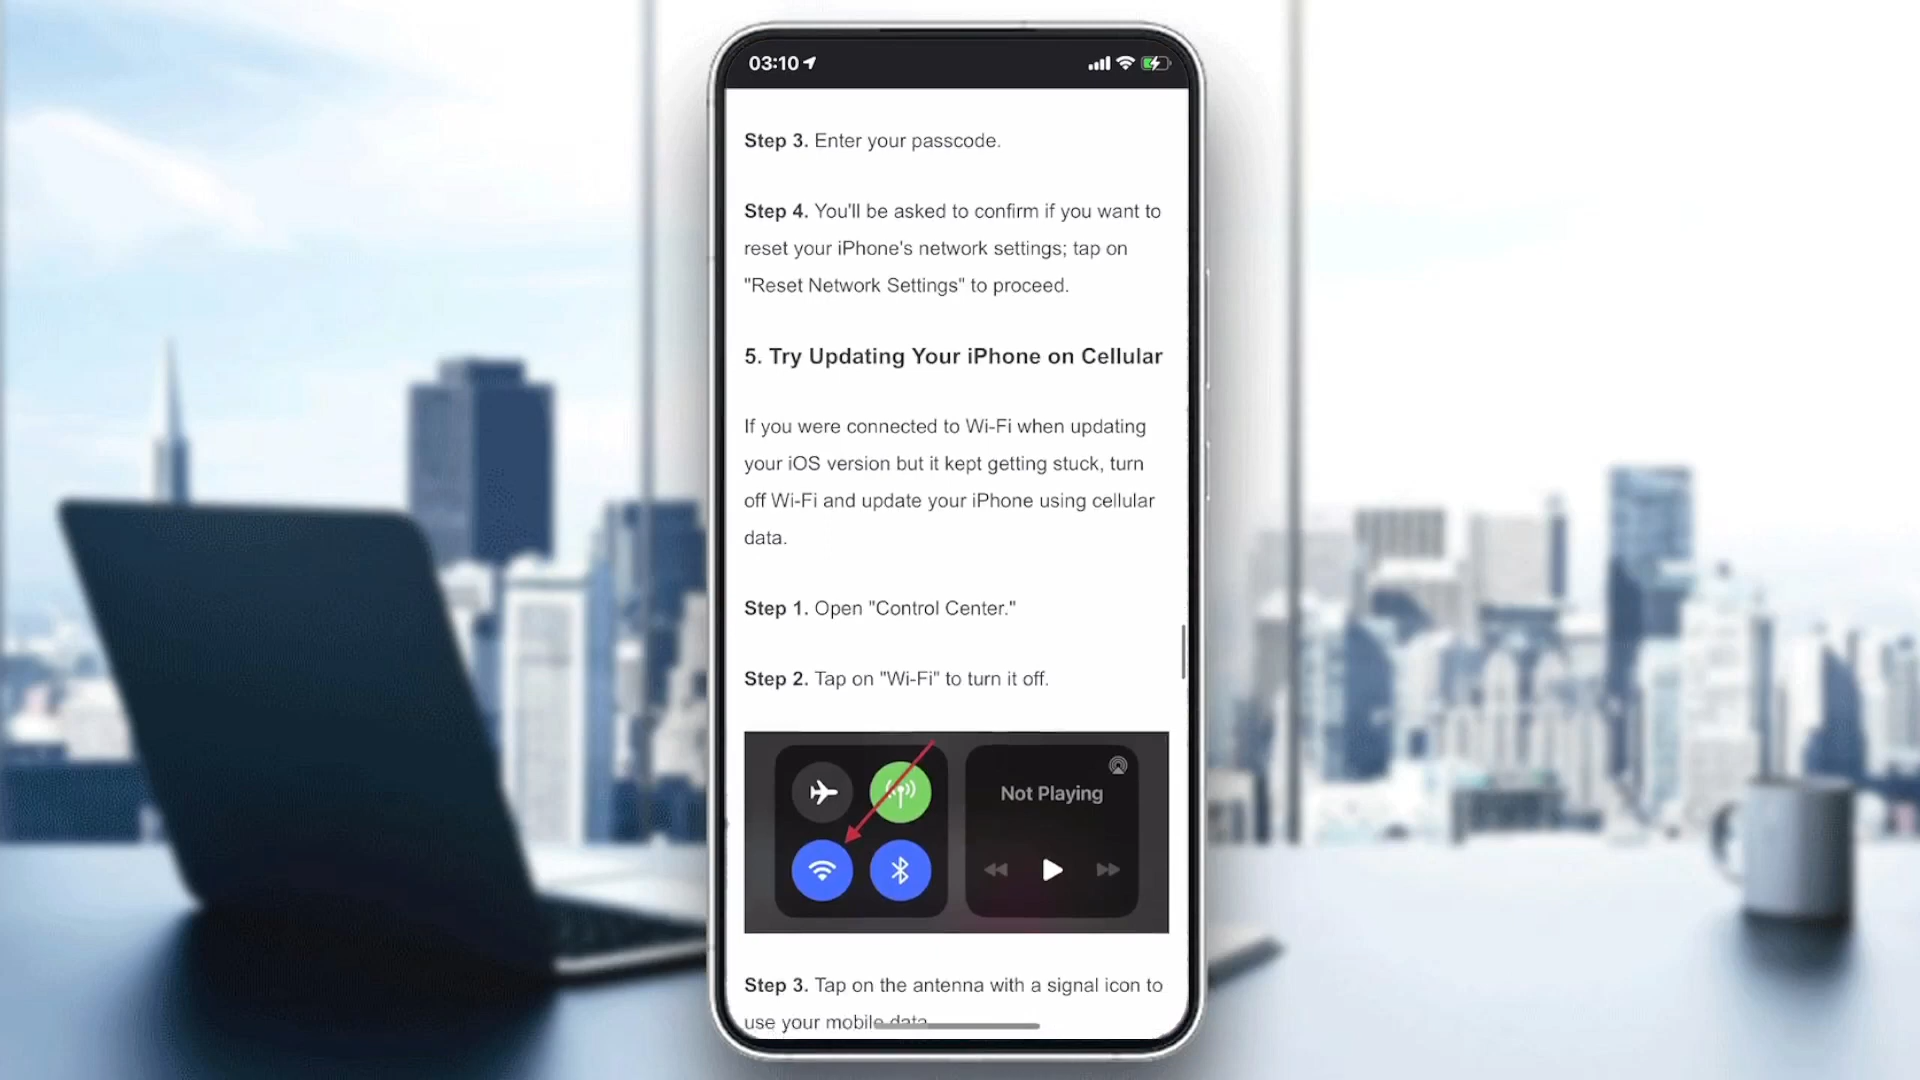 03:10
Step 3. Enter your passcode.
Step 4. You'll be asked to confirm if you want to
reset your iPhone's network settings; tap on
"Reset Network Settings" to proceed.
5. Try Updating Your iPhone on Cellular
If you were connected to Wi-Fi when updating
your iOS version but it kept getting stuck, turn
off Wi-Fi and update your iPhone using cellular
data.
Step 1. Open "Control Center."
Step 2. Tap on "Wi-Fi" to turn it off.
Not Playing
Step 3. Tap on the antenna with a signal icon to
use your mobile data